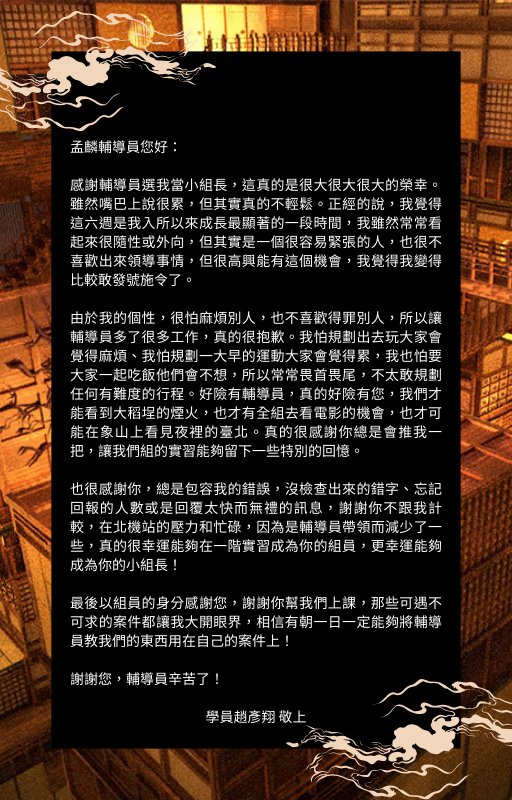 孟麟輔導員您好：
感謝輔導員選我當小組長，這真的是很大很大很大的榮幸。
雖然嘴巴上說很累，但其實真的不輕鬆。正經的說，我覺得
這六週是我入所以來成長最顯著的一段時間，我雖然常常看
起來很隨性或外向，但其實是一個很容易緊張的人，也很不
喜歡出來領導事情，但很高興能有這個機會，我覺得我變得
比較敢發號施令了。
由於我的個性，很怕麻煩別人，也不喜歡得罪別人，所以讓
輔導員多了很多工作，真的很抱歉。我怕規劃出去玩大家會
覺得麻煩、我怕規劃一大早的運動大家會覺得累，我也怕要
大家一起吃飯他們會不想，所以常常畏首畏尾，不太敢規劃
任何有難度的行程。好險有輔導員，真的好險有您，我們才
能看到大稻埕的煙火，也才有全組去看電影的機會，也才可
能在象山上看見夜裡的臺北。真的很感謝你總是會推我一
把，讓我們組的實習能夠留下一些特別的回憶。
也很感謝你，總是包容我的錯誤，沒檢查出來的錯字、忘記
回報的人數或是回覆太快而無禮的訊息，謝謝你不跟我計
較，在北機站的壓力和忙碌，因為是輔導員帶領而減少了一
些，真的很幸運能夠在一階實習成為你的組員，更幸運能夠
成為你的小組長！
最後以組員的身分感謝您，謝謝你幫我們上課，那些可遇不
可求的案件都讓我大開眼界，相信有朝一日一定能夠將輔導
員教我們的東西用在自己的案件上！
謝謝您，輔導員辛苦了！
學員趙彥翔 敬上